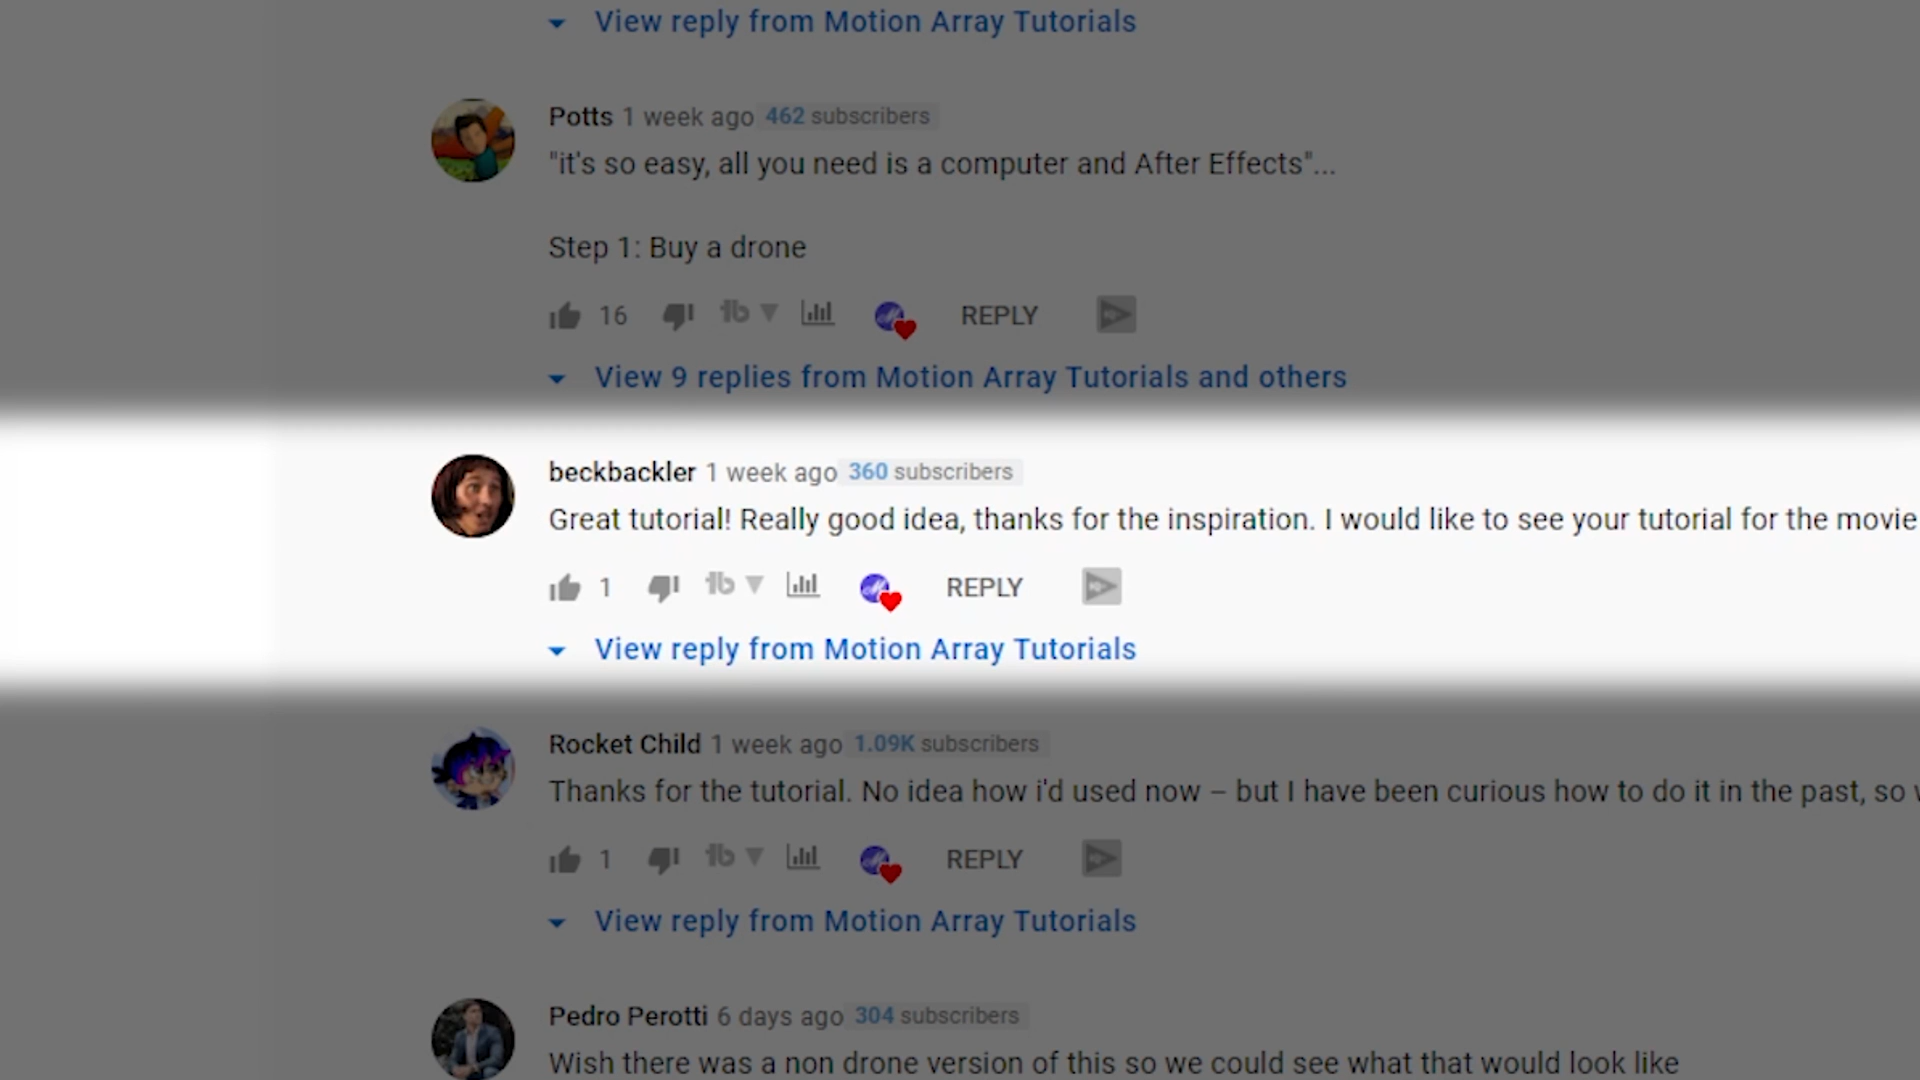 View reply from Motion Array Tutorials
Potts 1 week ago 462 subscribers
"it's so easy, all you need is a computer and After Effects"...
Step 1: Buy a drone
16 REPLY
View 9 replies from Motion Array Tutorials and others
beckbackler 1 week ago 360 subscribers
Great tutorial! Really good idea, thanks for the inspiration. I would like to see your tutorial for the movie
1 REPLY
View reply from Motion Array Tutorials
Rocket Child 1 week ago 1.09K subscribers
Thanks for the tutorial. No idea how i'd used now – but I have been curious how to do it in the past, so
1 REPLY
View reply from Motion Array Tutorials
Pedro Perotti 6 days ago 304 subscribers
Wish there was a non drone version of this so we could see what that would look like